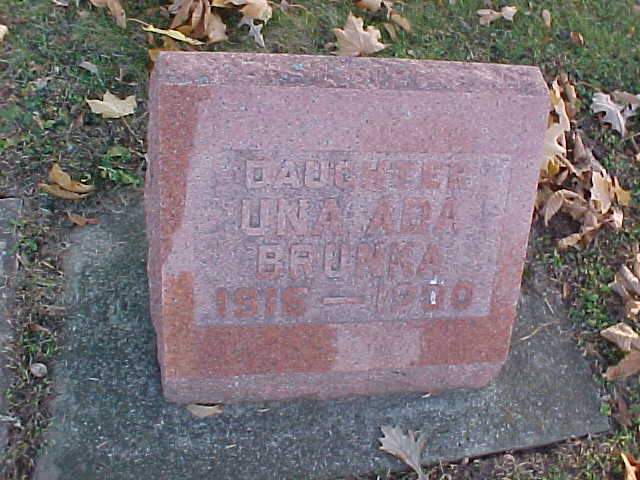 DAUGHTER
UNA ADA
BRUNKA
1916 —